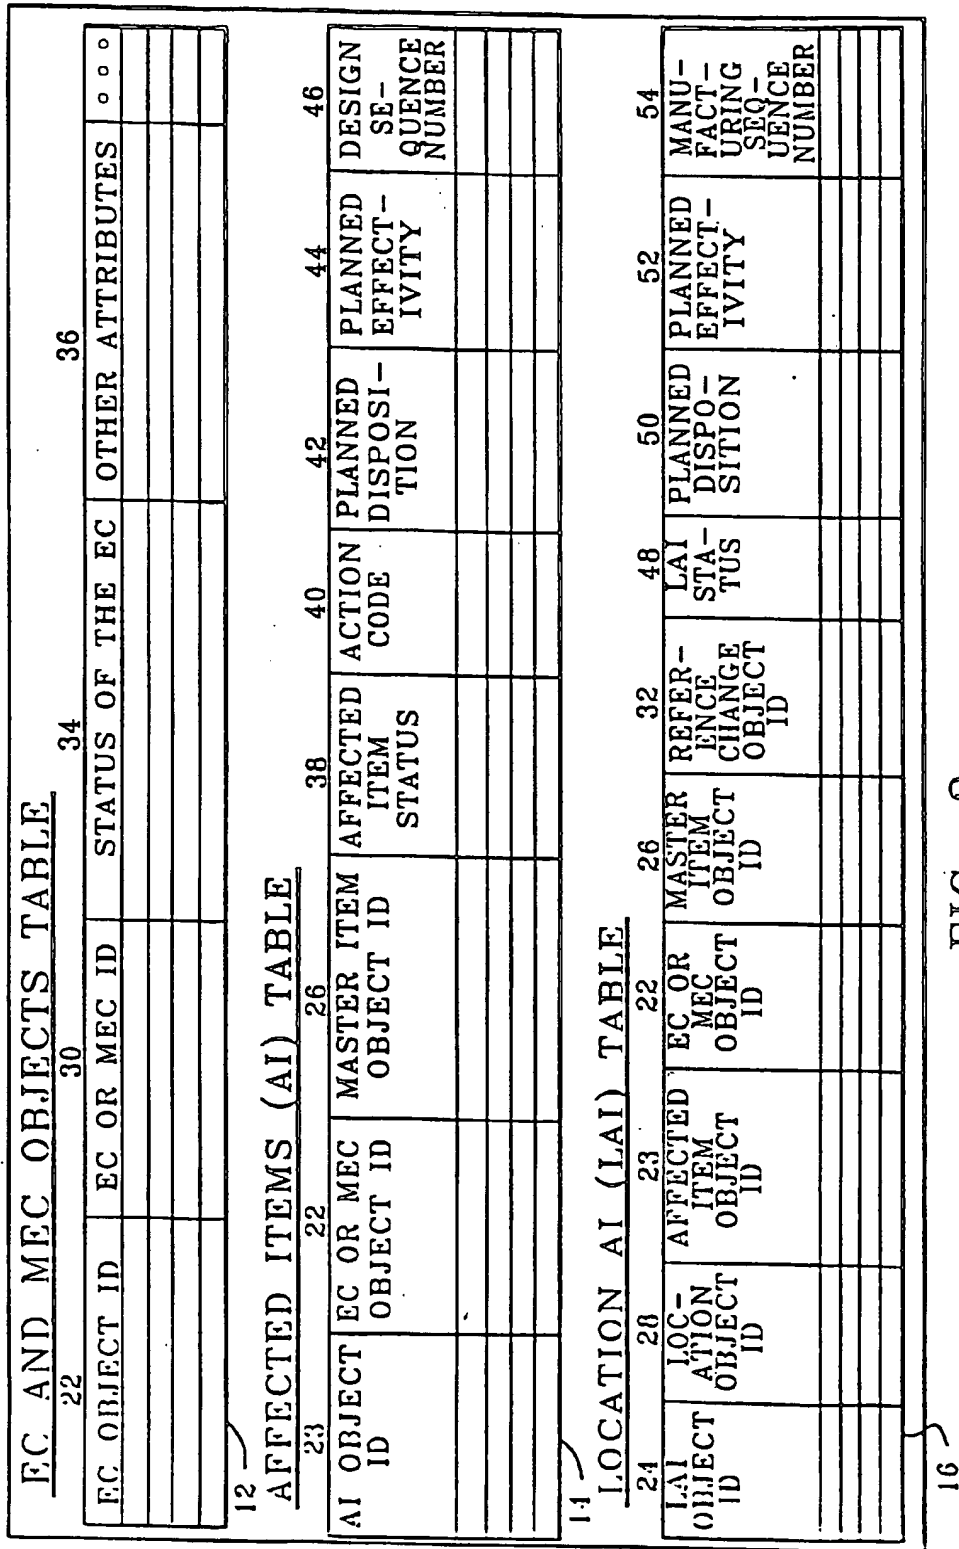 EC AND MEC OBJECTS TABLE
22 30 34 36
EC OBJECT ID EC OR MEC ID STATUS OF THE EC OTHER ATTRIBUTES
12
AFFECTED ITEMS (AI) TABLE
23 22 26 38 40 42 44 46
AI OBJECT ID
EC OR MEC OBJECT ID
MASTER ITEM OBJECT ID
AFFECTED ITEM STATUS
ACTION CODE
PLANNED DISPOSI-
TION
PLANNED EFFECT-
IVITY
DESIGN SE-
QUENCE NUMBER
14
LOCATION AI (LAI) TABLE
24 28 23 22 26 32 48 50 52 54
LAI OBJECT ID
LOC-
ATION OBJECT ID
AFFECTED ITEM OBJECT ID
EC OR MEC OBJECT ID
MASTER ITEM OBJECT ID
REFER-
ENCE CHANGE OBJECT ID
LAI STA-
TUS
PLANNED DISPO-
SITION
PLANNED EFFECT-
IVITY
MANU-
FACT-
URING SEQ-
UENCE NUMBER
16